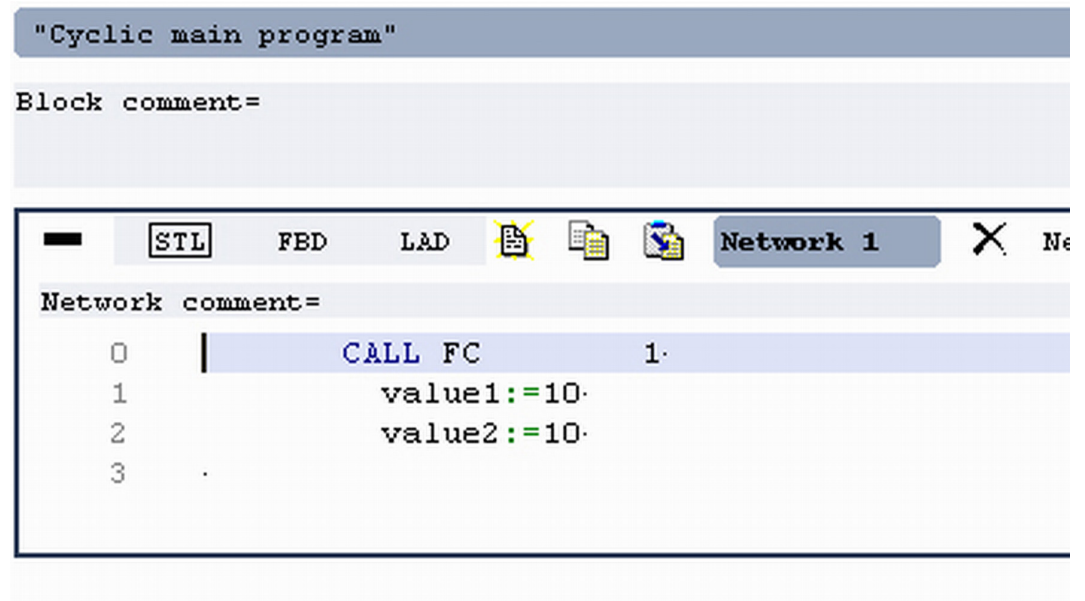 "Cyclic main program"
Block comment=
STL FBD LAD Network 1 Ne
Network comment=
0 CALL FC 1
1 value1:=10
2 value2:=10
3